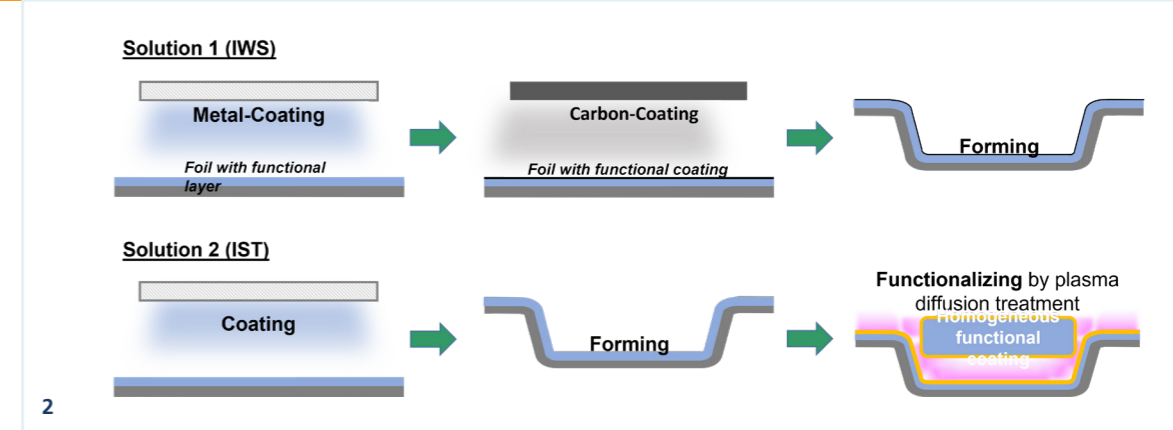 Solution 1 (IWS)
Metal-Coating
Foil with functional
layer
Carbon-Coating
Foil with functional coating
Forming
Solution 2 (IST)
Coating
Forming
Functionalizing by plasma
diffusion treatment
Homogeneous
functional
coating
2